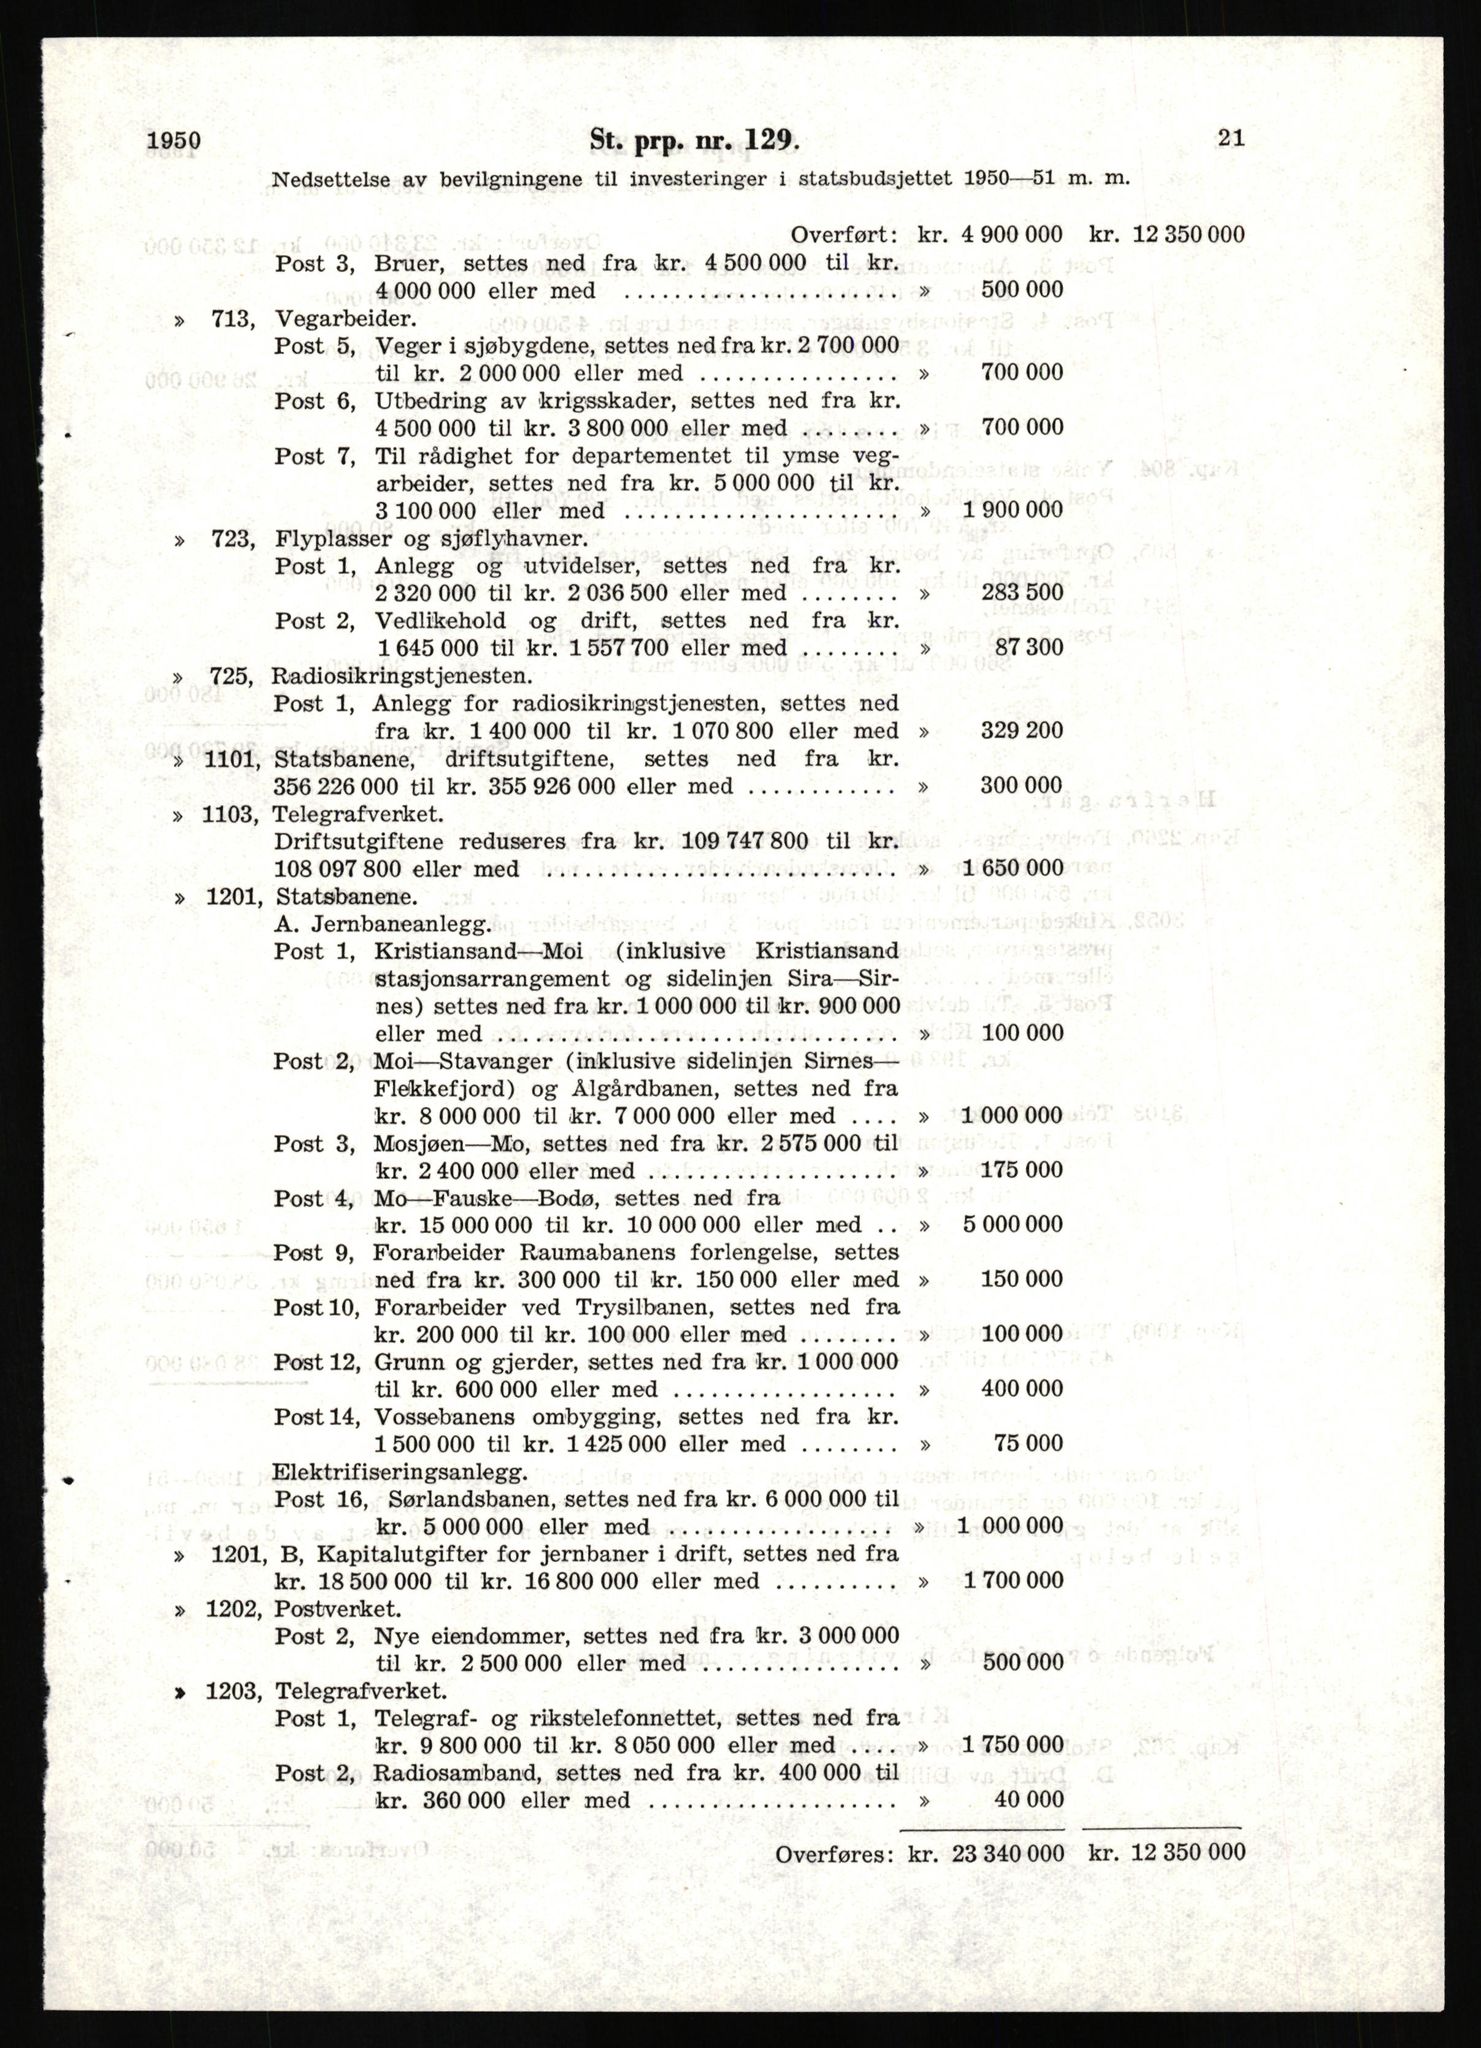 1950 St. prp. nr. 129. 21
Nedsettelse av bevilgningene til investeringer i statsbudsjettet 1950—51 m. m.
Overført: kr. 4 900 000 kr. 12 350 000
Post 3, Bruer, settes ned fra kr. 4 500 000 til kr.
4 000 000 eller med ...................... » 500 000
» 713, Vegarbeider.
Post 5, Veger i sjøbygdene, settes ned fra kr. 2 700 000
til kr. 2 000 000 eller med ................ » 700 000
Post 6, Utbedring av krigsskader, settes ned fra kr.
4 500 000 til kr. 3 800 000 eller med ........ » 700 000
Post 7, Til rådighet for departementet til ymse veg-
arbeider, settes ned fra kr. 5 000 000 til kr.
3 100 000 eller med ...................... » 1 900 000
» 723, Flyplasser og sjøflyhavner.
Post 1, Anlegg og utvidelser, settes ned fra kr.
2 320 000 til kr. 2 036 500 eller med ........ » 283 500
Post 2, Vedlikehold og drift, settes ned fra kr.
1 645 000 til kr. 1 557 700 eller med ........ » 87 300
» 725, Radiosikringstjenesten.
Post 1, Anlegg for radiosikringstjenesten, settes ned
fra kr. 1 400 000 til kr. 1 070 800 eller med » 329 200
» 1101, Statsbanene, driftsutgiftene, settes ned fra kr.
356 226 000 til kr. 355 926 000 eller med ............ » 300 000
» 1103, Telegrafverket.
Driftsutgiftene reduseres fra kr. 109 747 800 til kr.
108 097 800 eller med ............................ » 1 650 000
» 1201, Statsbanene.
A. Jernbaneanlegg.
Post 1, Kristiansand—Moi (inklusive Kristiansand
stasjonsarrangement og sidelinjen Sira—Sir-
nes) settes ned fra kr. 1 000 000 til kr. 900 000
eller med ................................ » 100 000
Post 2, Moi—Stavanger (inklusive sidelinjen Sirnes—
Flekkefjord) og Ålgårdbanen, settes ned fra
kr. 8 000 000 til kr. 7 000 000 eller med .... » 1 000 000
Post 3, Mosjøen—Mo, settes ned fra kr. 2 575 000 til
kr. 2 400 000 eller med .................... » 175 000
Post 4, Mo—Fauske—Bodø, settes ned fra
kr. 15 000 000 til kr. 10 000 000 eller med .. » 5 000 000
Post 9, Forarbeider Raumabanens forlengelse, settes
ned fra kr. 300 000 til kr. 150 000 eller med » 150 000
Post 10, Forarbeider ved Trysilbanen, settes ned fra
kr. 200 000 til kr. 100 000 eller med ........ » 100 000
Post 12, Grunn og gjerder, settes ned fra kr. 1 000 000
til kr. 600 000 eller med .................. » 400 000
Post 14, Vossebanens ombygging, settes ned fra kr.
1 500 000 til kr. 1 425 000 eller med ........ » 75 000
Elektrifiseringsanlegg.
Post 16, Sørlandsbanen, settes ned fra kr. 6 000 000 til
kr. 5 000 000 eller med .................. » 1 000 000
» 1201, B, Kapitalutgifter for jernbaner i drift, settes ned fra
kr. 18 500 000 til kr. 16 800 000 eller med .......... » 1 700 000
» 1202, Postverket.
Post 2, Nye eiendommer, settes ned fra kr. 3 000 000
til kr. 2 500 000 eller med ................ » 500 000
» 1203, Telegrafverket.
Post 1, Telegraf- og rikstelefonnettet, settes ned fra
kr. 9 800 000 til kr. 8 050 000 eller med .... » 1 750 000
Post 2, Radiosamband, settes ned fra kr. 400 000 til
kr. 360 000 eller med .................... » 40 000
Overføres: kr. 23 340 000 kr. 12 350 000